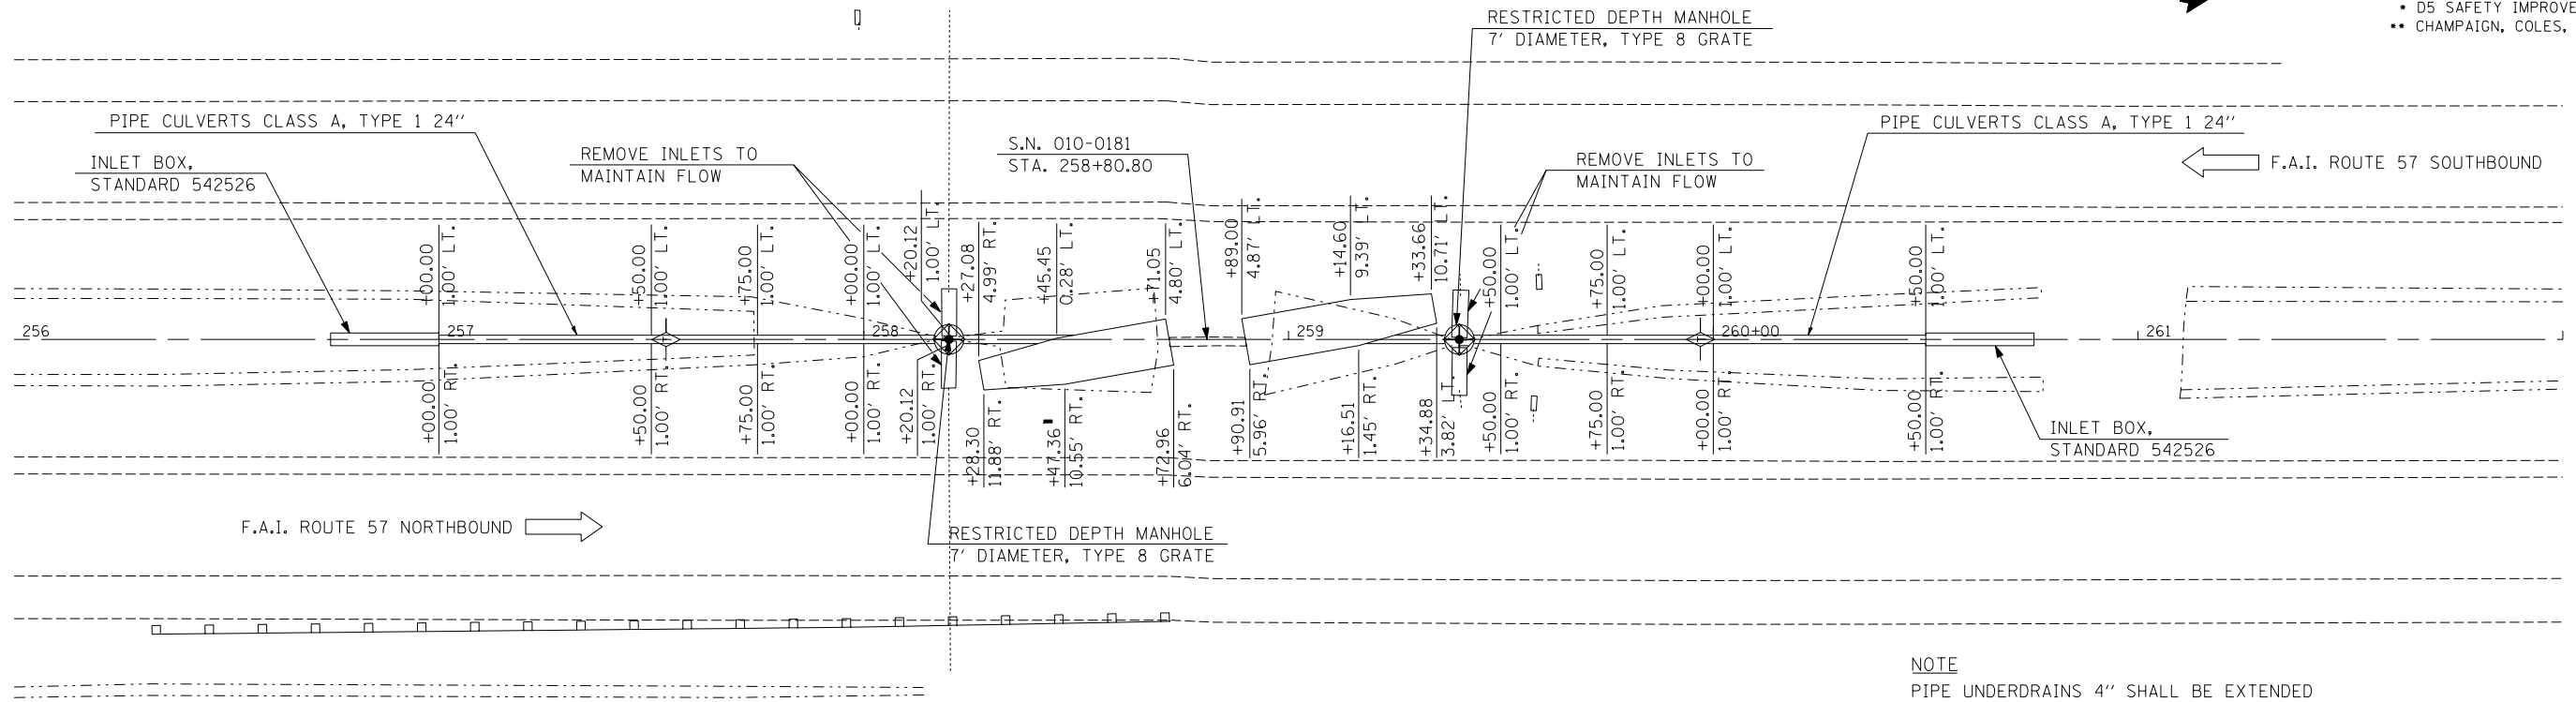 * D5 SAFETY IMPROVE
** CHAMPAIGN, COLES,
RESTRICTED DEPTH MANHOLE
7' DIAMETER, TYPE 8 GRATE
PIPE CULVERTS CLASS A, TYPE 1 24''
PIPE CULVERTS CLASS A, TYPE 1 24''
INLET BOX,
STANDARD 542526
REMOVE INLETS TO
MAINTAIN FLOW
S.N. 010-0181
STA. 258+80.80
REMOVE INLETS TO
MAINTAIN FLOW
F.A.I. ROUTE 57 SOUTHBOUND
+00.00
1.00' LT.
+50.00
1.00' LT.
+75.00
1.00' LT.
+00.00
1.00' LT.
+20.12
1.00' LT.
+27.08
4.99' RT.
+45.45
0.28' LT.
+71.05
4.80' LT.
+89.00
4.87' LT.
+14.60
9.39' LT.
+33.66
10.71' LT.
+50.00
1.00' LT.
+75.00
1.00' LT.
+00.00
1.00' LT.
+50.00
1.00' LT.
256
257
258
259
260+00
261
+00.00
1.00' RT.
+50.00
1.00' RT.
+75.00
1.00' RT.
+00.00
1.00' RT.
+20.12
1.00' RT.
+28.30
11.88' RT.
+47.36
10.55' RT.
+72.96
6.04' RT.
+90.91
5.96' RT.
+16.51
1.45' RT.
+34.88
3.82' LT.
+50.00
1.00' RT.
+75.00
1.00' RT.
+00.00
1.00' RT.
+50.00
1.00' RT.
INLET BOX,
STANDARD 542526
F.A.I. ROUTE 57 NORTHBOUND
RESTRICTED DEPTH MANHOLE
7' DIAMETER, TYPE 8 GRATE
NOTE
PIPE UNDERDRAINS 4'' SHALL BE EXTENDED